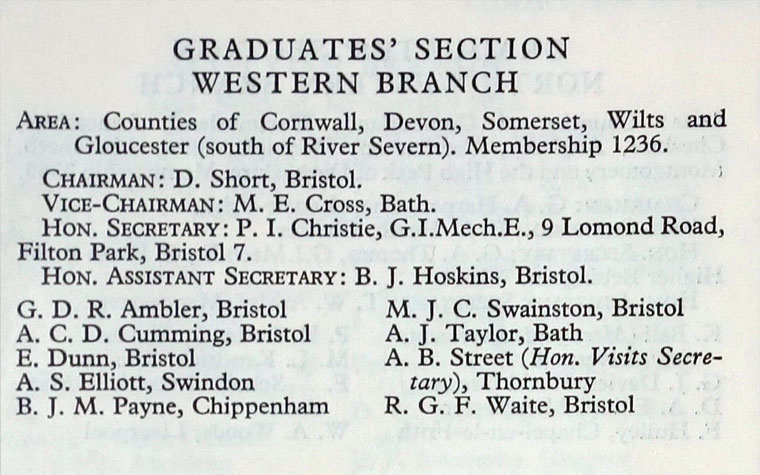 GRADUATES' SECTION
WESTERN BRANCH
AREA: Counties of Cornwall, Devon, Somerset, Wilts and
Gloucester (south of River Severn). Membership 1236.
CHAIRMAN: D. Short, Bristol.
VICE-CHAIRMAN: M. E. Cross, Bath.
HON. SECRETARY: P. I. Christie, G.I.Mech.E., 9 Lomond Road,
Filton Park, Bristol 7.
HON. ASSISTANT SECRETARY: B. J. Hoskins, Bristol.
G. D. R. Ambler, Bristol
A. C. D. Cumming, Bristol
E. Dunn, Bristol
A. S. Elliott, Swindon
B. J. M. Payne, Chippenham
M. J. C. Swainston, Bristol
A. J. Taylor, Bath
A. B. Street (Hon. Visits Secre-
tary), Thornbury
R. G. F. Waite, Bristol